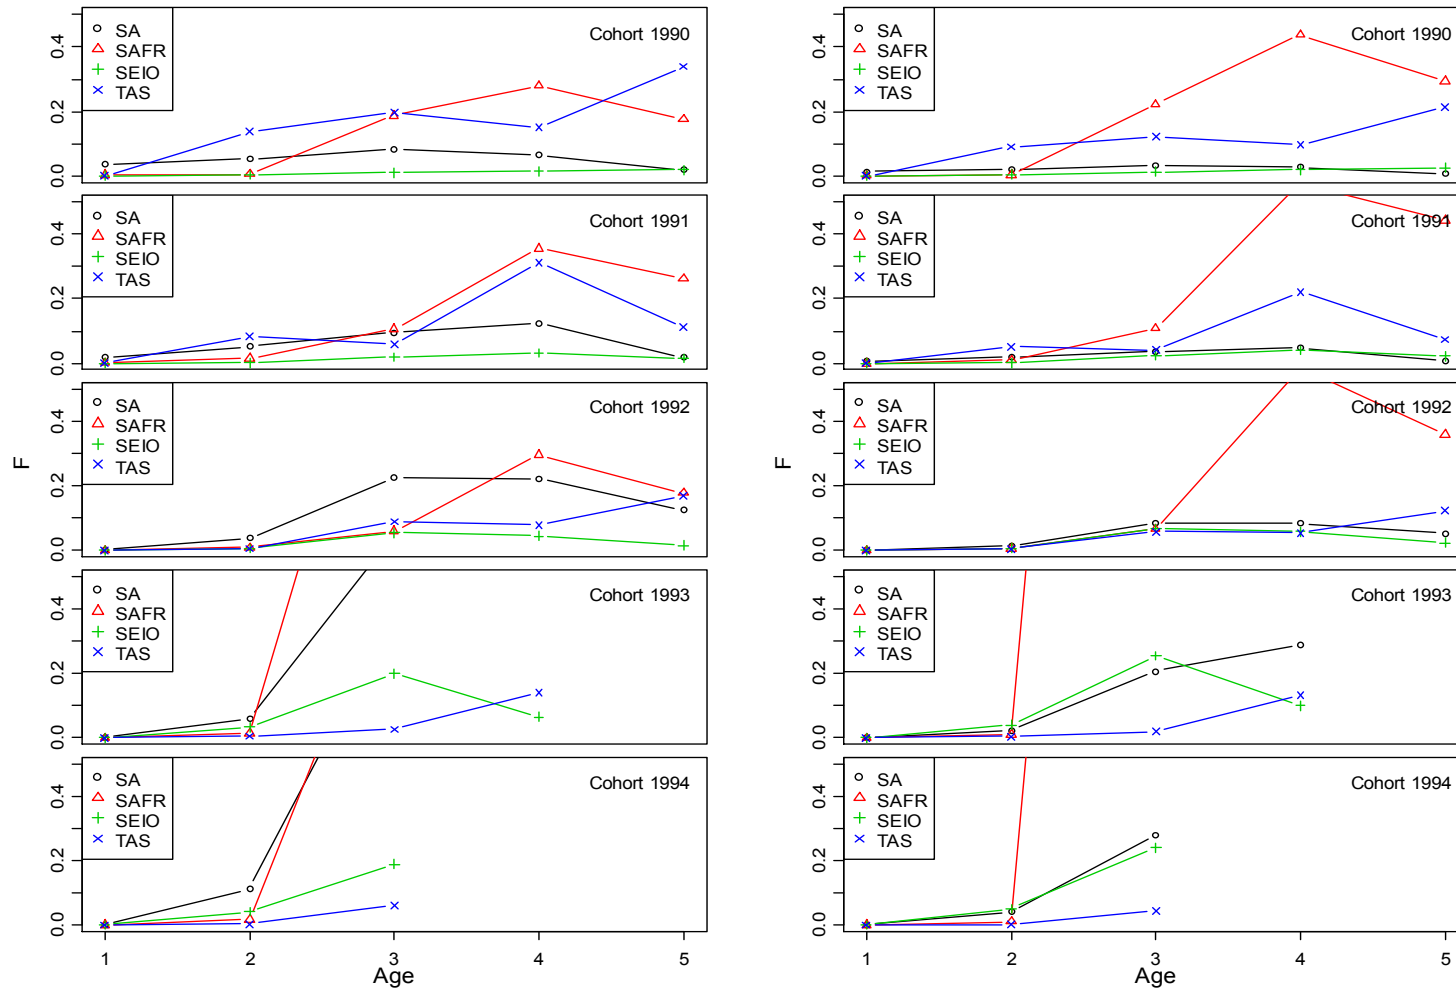 SA
SAFR
SEIO
TAS
Cohort 1990
0.0 0.2 0.4
SA
SAFR
SEIO
TAS
Cohort 1991
0.0 0.2 0.4
SA
SAFR
SEIO
TAS
Cohort 1992
0.0 0.2 0.4
F
SA
SAFR
SEIO
TAS
Cohort 1993
0.0 0.2 0.4
SA
SAFR
SEIO
TAS
Cohort 1994
0.0 0.2 0.4
1 2 3 4 5
Age
SA
SAFR
SEIO
TAS
Cohort 1990
0.0 0.2 0.4
SA
SAFR
SEIO
TAS
Cohort 1991
0.0 0.2 0.4
SA
SAFR
SEIO
TAS
Cohort 1992
0.0 0.2 0.4
F
SA
SAFR
SEIO
TAS
Cohort 1993
0.0 0.2 0.4
SA
SAFR
SEIO
TAS
Cohort 1994
0.0 0.2 0.4
1 2 3 4 5
Age